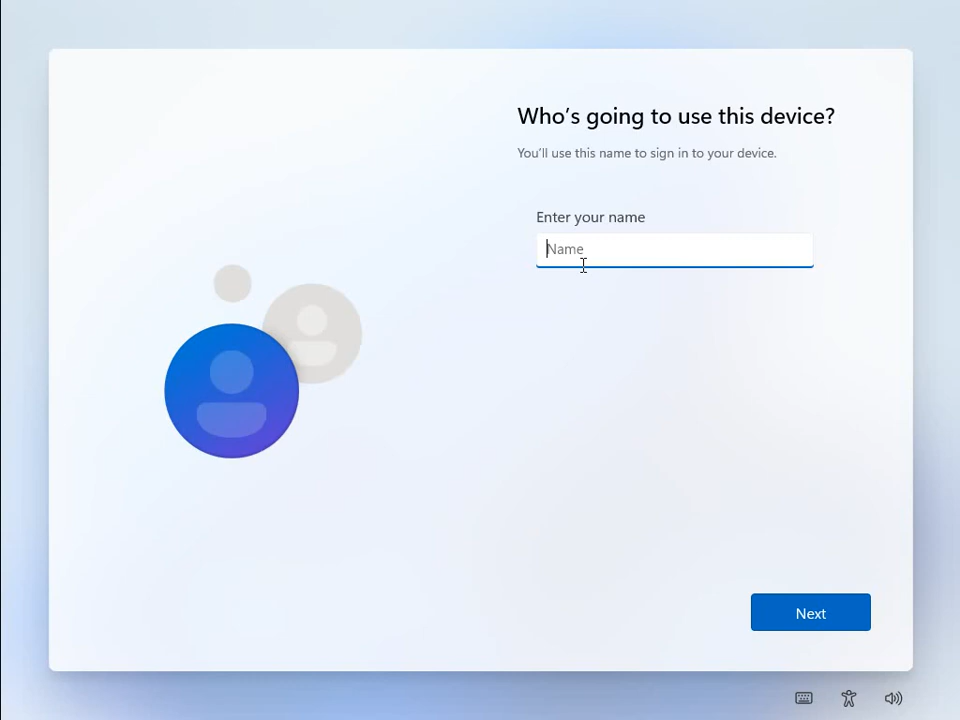 Who's going to use this device?
You'll use this name to sign in to your device.
Enter your name
Name
Next